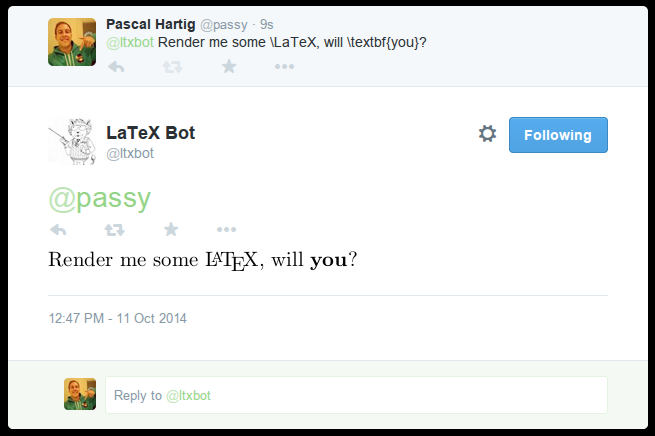 Pascal Hartig @passy · 9s
@ltxbot Render me some \LaTeX, will \textbf{you}?
LaTeX Bot
@ltxbot
Following
@passy
Render me some LATEX, will you?
12:47 PM - 11 Oct 2014
Reply to @ltxbot